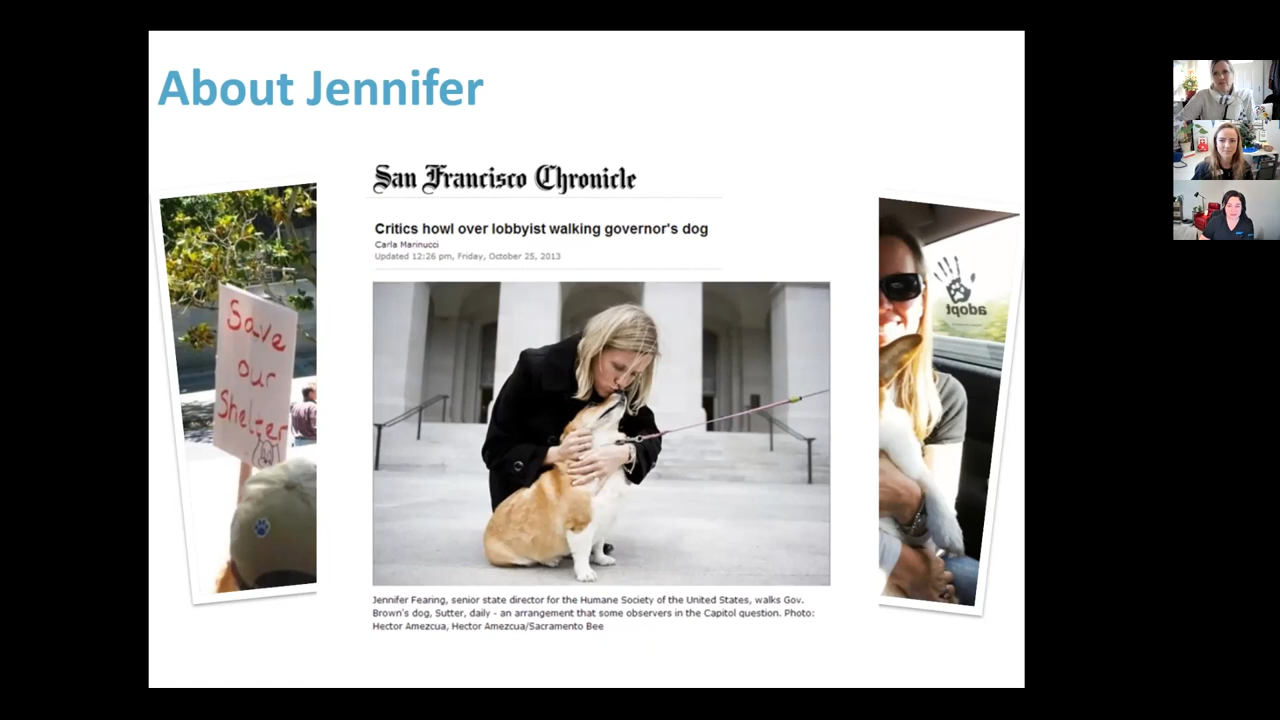 About Jennifer
San Francisco Chronicle
Critics howl over lobbyist walking governor's dog
Carla Marinucci
Updated 12:26 pm, Friday, October 25, 2013
Save
our
Shelter
adopt
Jennifer Fearing, senior state director for the Humane Society of the United States, walks Gov.
Brown's dog, Sutter, daily - an arrangement that some observers in the Capitol question. Photo:
Hector Amezcua, Hector Amezcua/Sacramento Bee